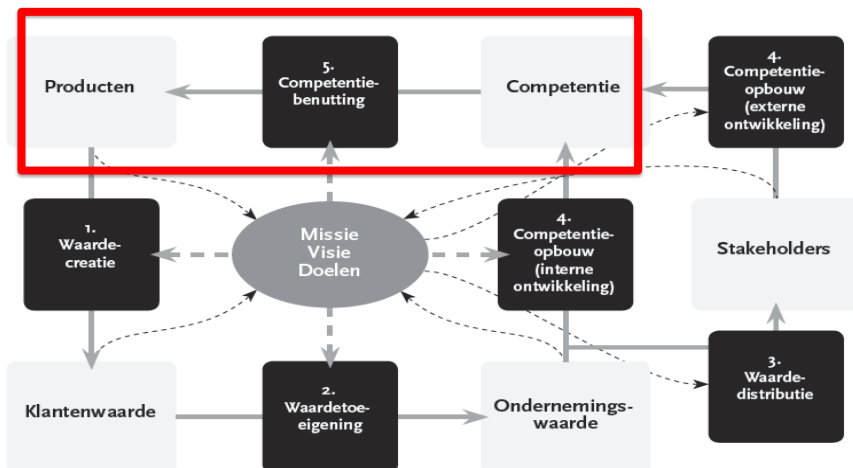 Producten
5.
Competentie-
benutting
Competentie
4.
Competentie-
opbouw
(externe
ontwikkeling)
1.
Waarde-
creatie
Missie
Visie
Doelen
4.
Competentie-
opbouw
(interne
ontwikkeling)
Stakeholders
Klantenwaarde
2.
Waardetoe-
eigening
Ondernemings-
waarde
3.
Waarde-
distributie